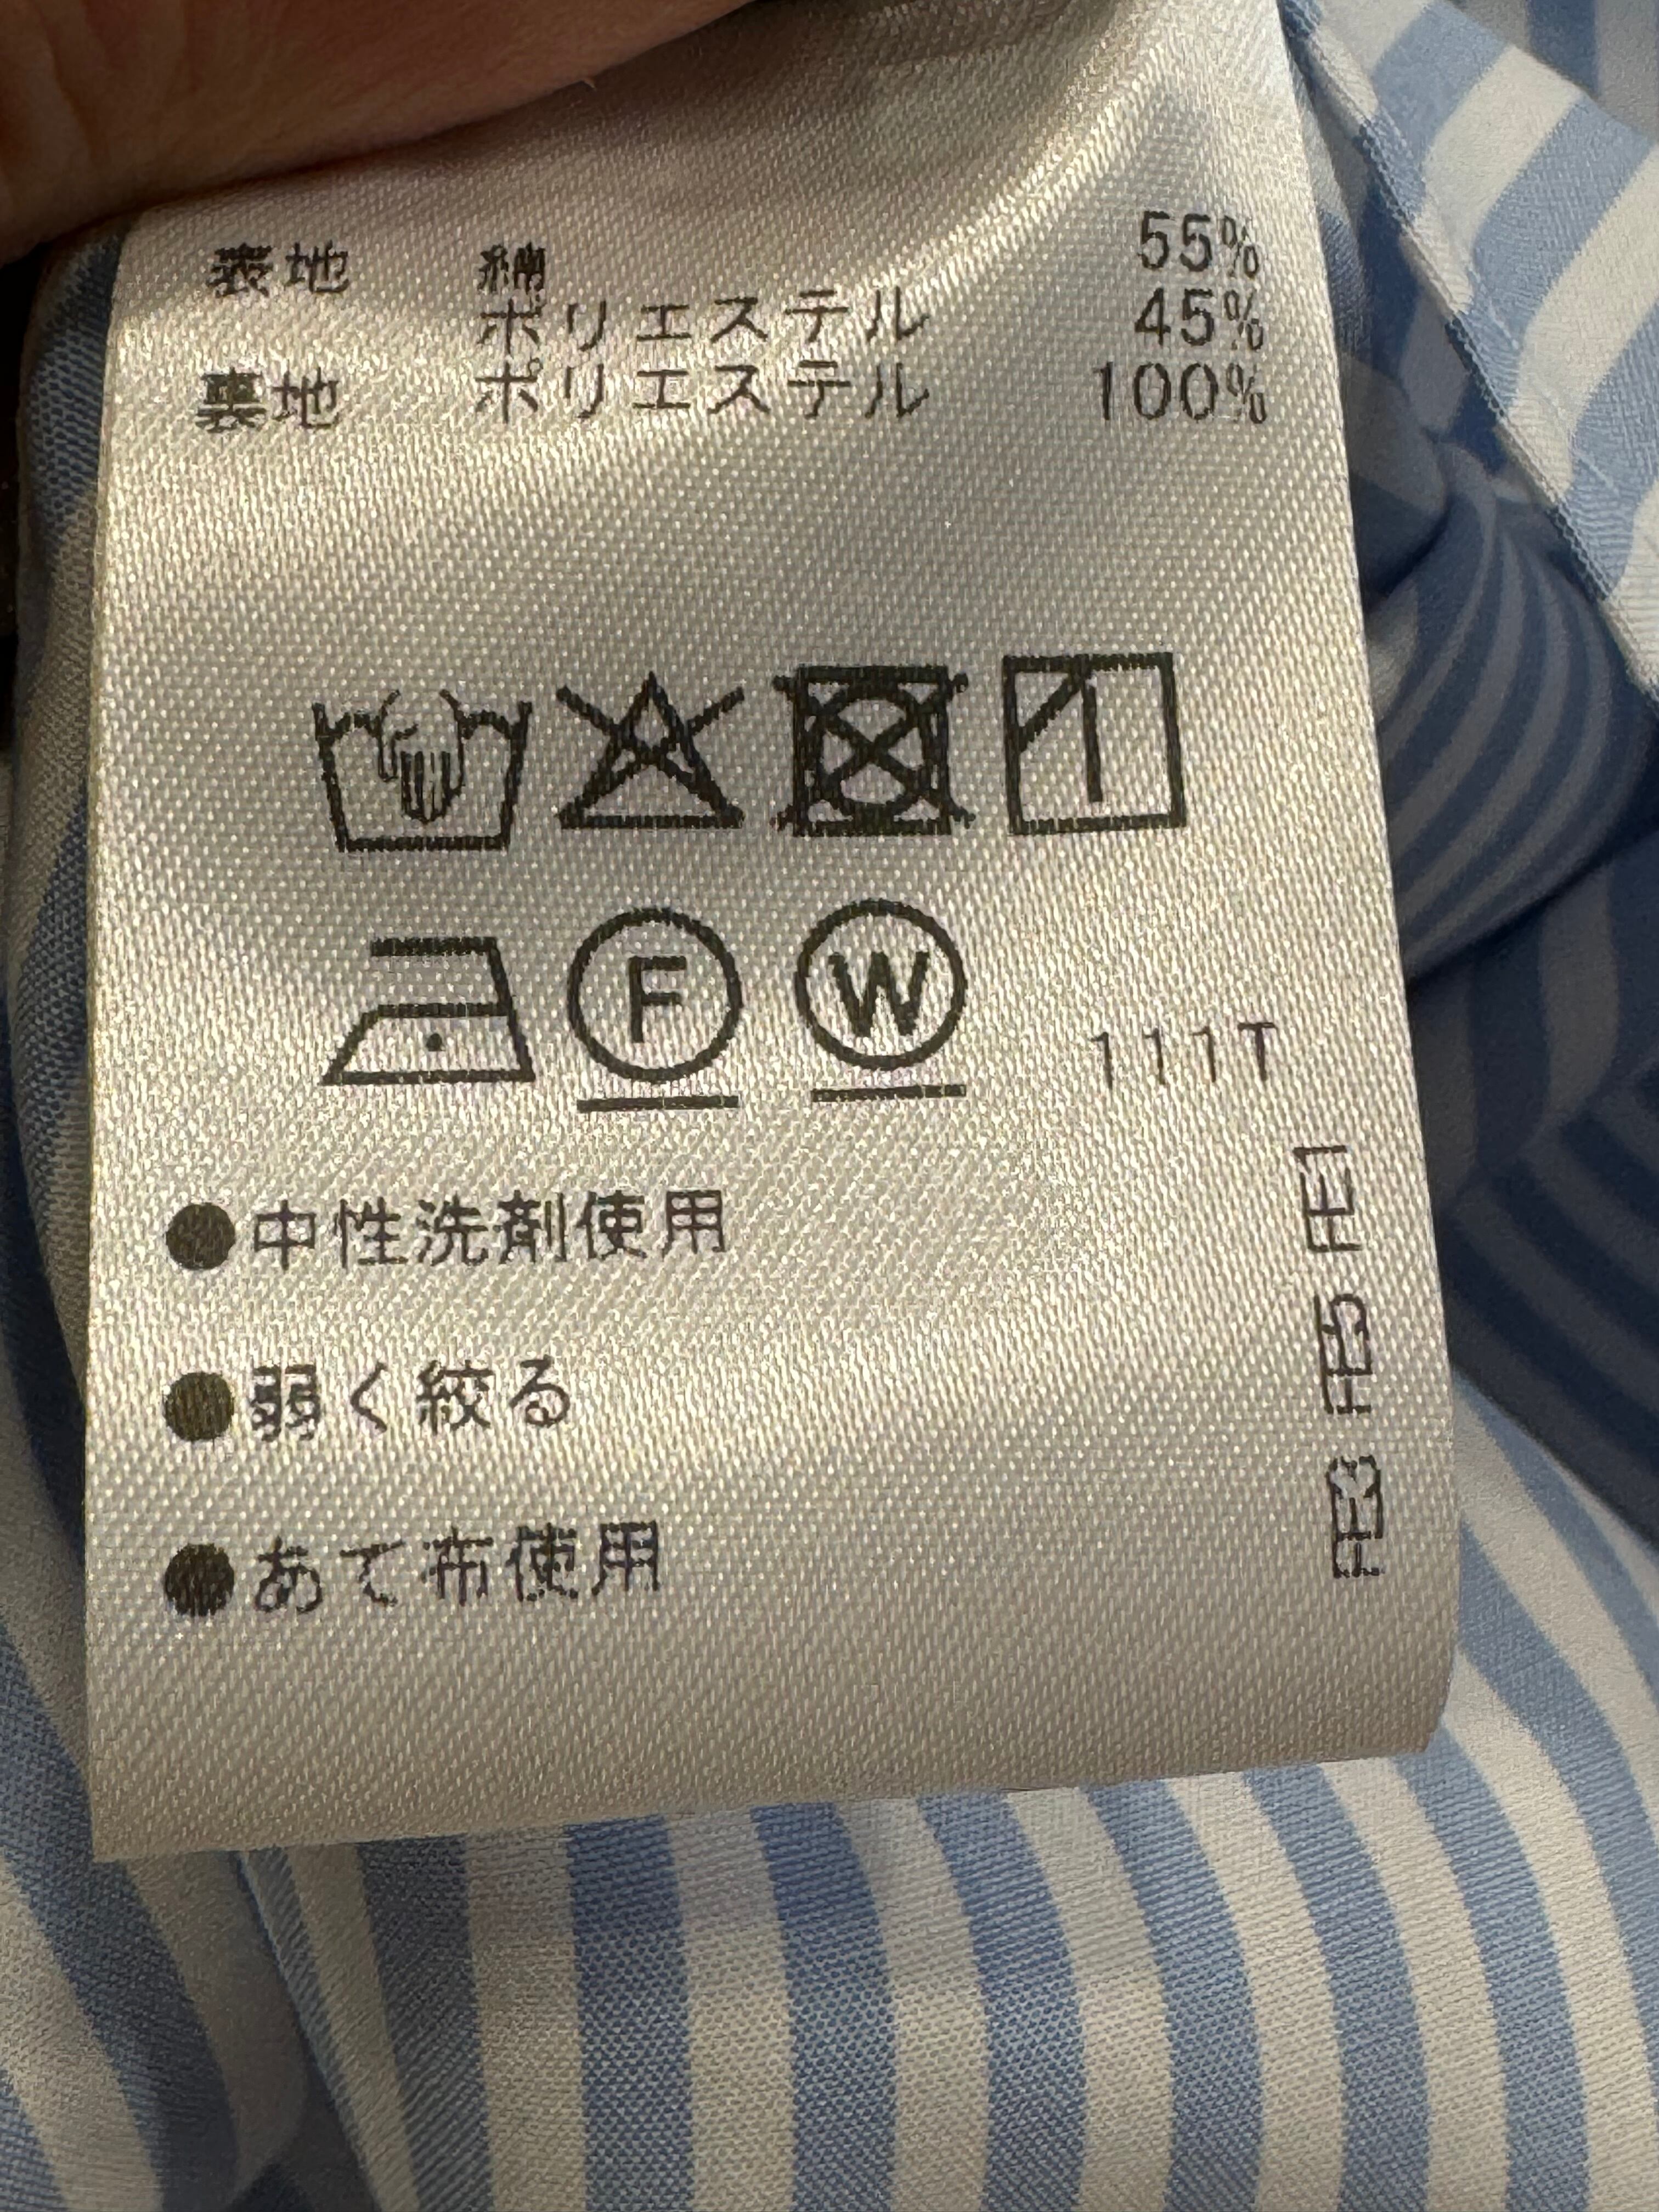 表地 綿 55%
ポリエステル 45%
裏地 ポリエステル 100%
F W 111T
●中性洗剤使用
●弱く絞る
●あて布使用